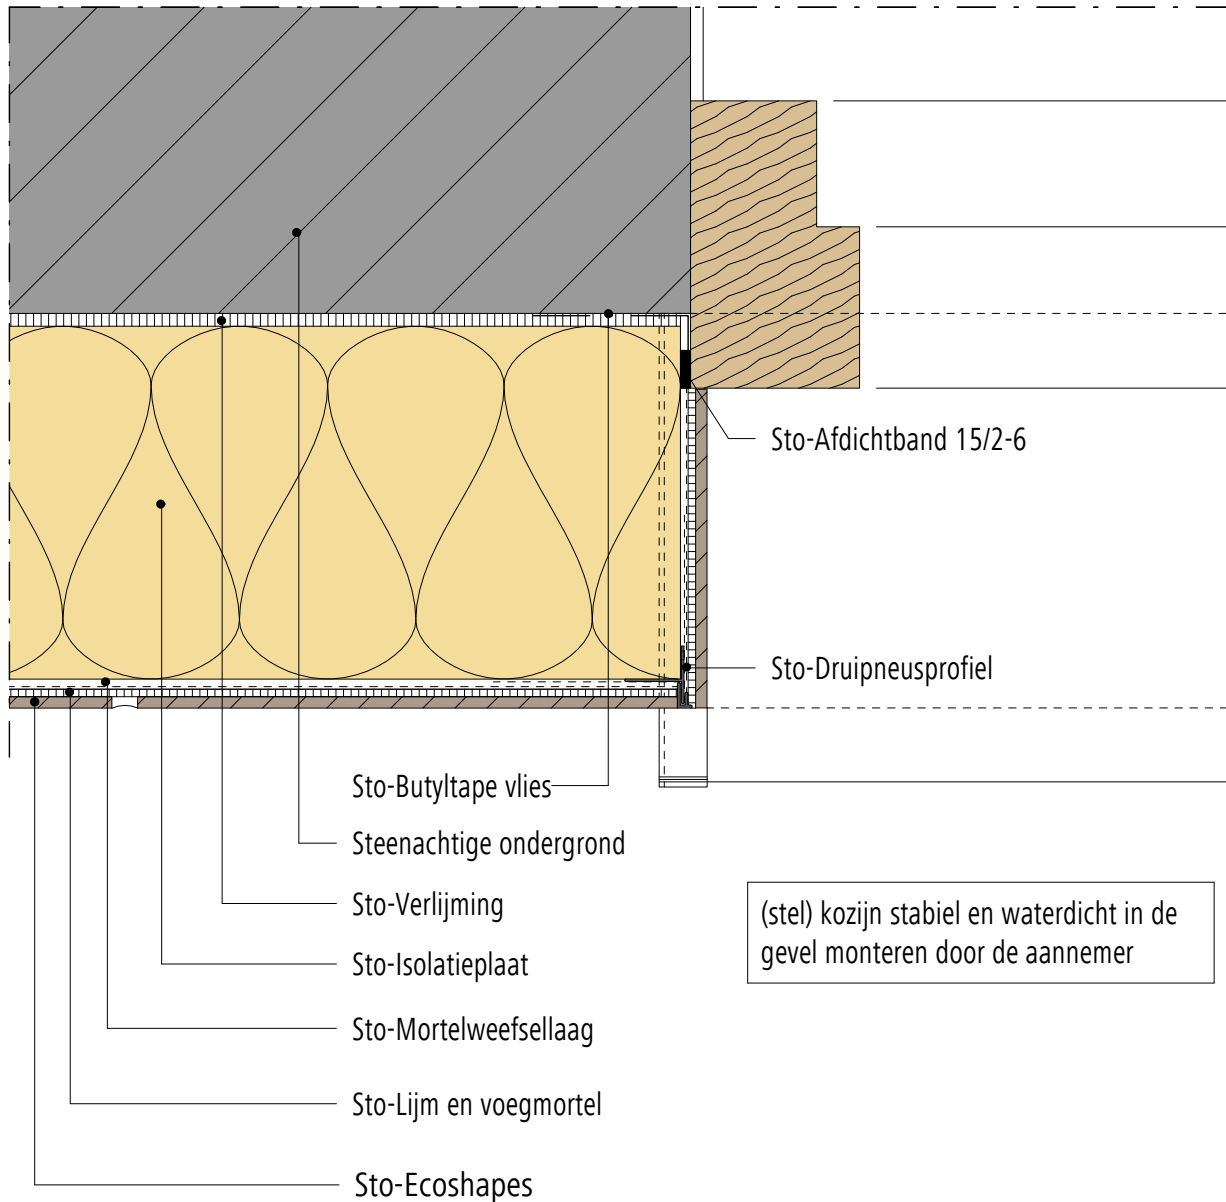 Sto-Afdichtband 15/2-6
Sto-Druipneusprofiel
Sto-Butyltape vlies
Steenachtige ondergrond
Sto-Verlijming
Sto-Isolatieplaat
Sto-Mortelweefsellaag
Sto-Lijm en voegmortel
Sto-Ecoshapes
(stel) kozijn stabiel en waterdicht in de
gevel monteren door de aannemer